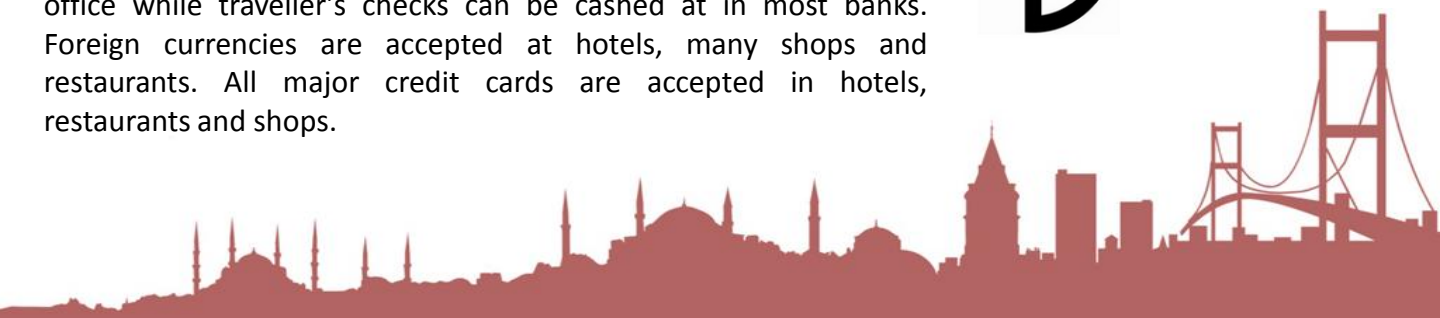 office while traveller's checks can be cashed at in most banks.
Foreign currencies are accepted at hotels, many shops and
restaurants. All major credit cards are accepted in hotels,
restaurants and shops.